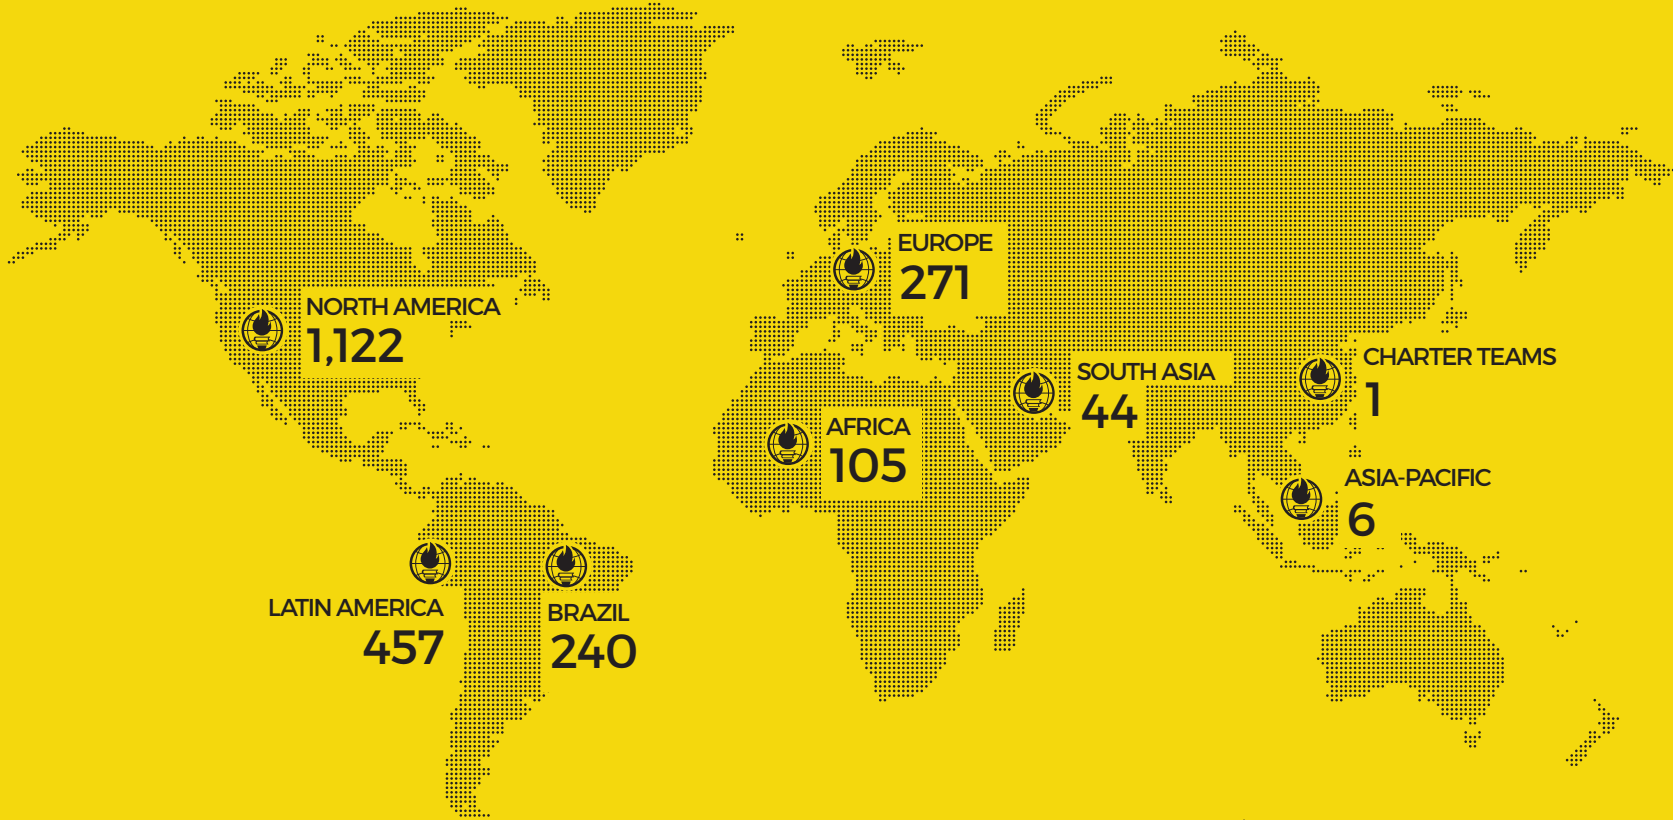 EUROPE
271
NORTH AMERICA
1,122
CHARTER TEAMS
1
SOUTH ASIA
44
AFRICA
105
ASIA-PACIFIC
6
LATIN AMERICA
457
BRAZIL
240